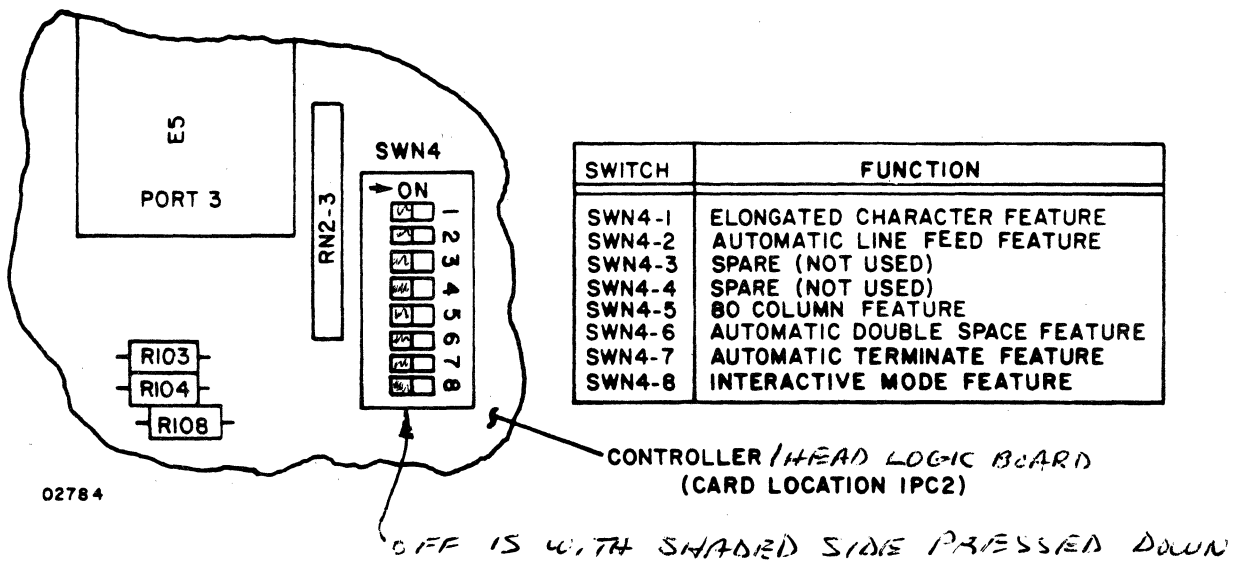 E5
PORT 3
RN2-3
SWN4
ON
1
2
3
4
5
6
7
8
R103
R104
R108
02784
SWITCH FUNCTION
SWN4-1 ELONGATED CHARACTER FEATURE
SWN4-2 AUTOMATIC LINE FEED FEATURE
SWN4-3 SPARE (NOT USED)
SWN4-4 SPARE (NOT USED)
SWN4-5 80 COLUMN FEATURE
SWN4-6 AUTOMATIC DOUBLE SPACE FEATURE
SWN4-7 AUTOMATIC TERMINATE FEATURE
SWN4-8 INTERACTIVE MODE FEATURE
CONTROLLER /HEAD LOGIC BOARD
(CARD LOCATION 1PC2)
OFF IS WITH SHADED SIDE PRESSED DOWN